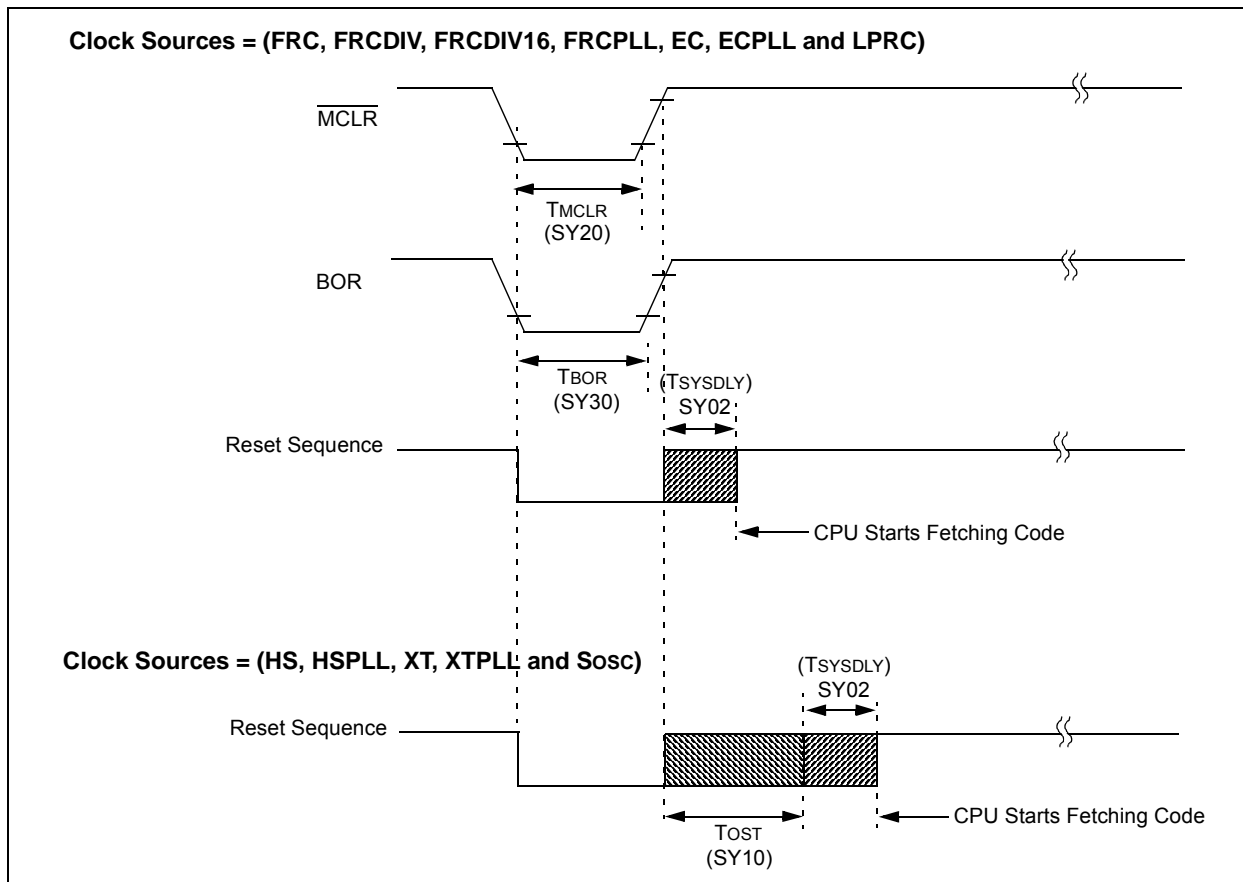 Clock Sources = (FRC, FRCDIV, FRCDIV16, FRCPLL, EC, ECPLL and LPRC)
MCLR
TMCLR
(SY20)
BOR
TBOR
(SY30)
(TSYSDLY)
SY02
Reset Sequence
CPU Starts Fetching Code
Clock Sources = (HS, HSPLL, XT, XTPLL and SOSC)
(TSYSDLY)
SY02
Reset Sequence
CPU Starts Fetching Code
TOST
(SY10)